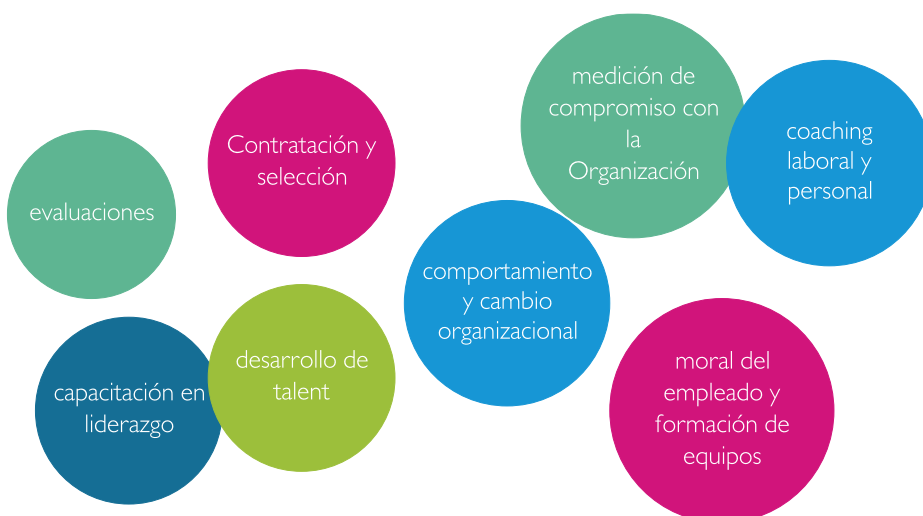 evaluaciones
Contratación y
selección
capacitación en
liderazgo
desarrollo de
talent
comportamiento
y cambio
organizacional
medición de
compromiso con
la
Organización
coaching
laboral y
personal
moral del
empleado y
formación de
equipos